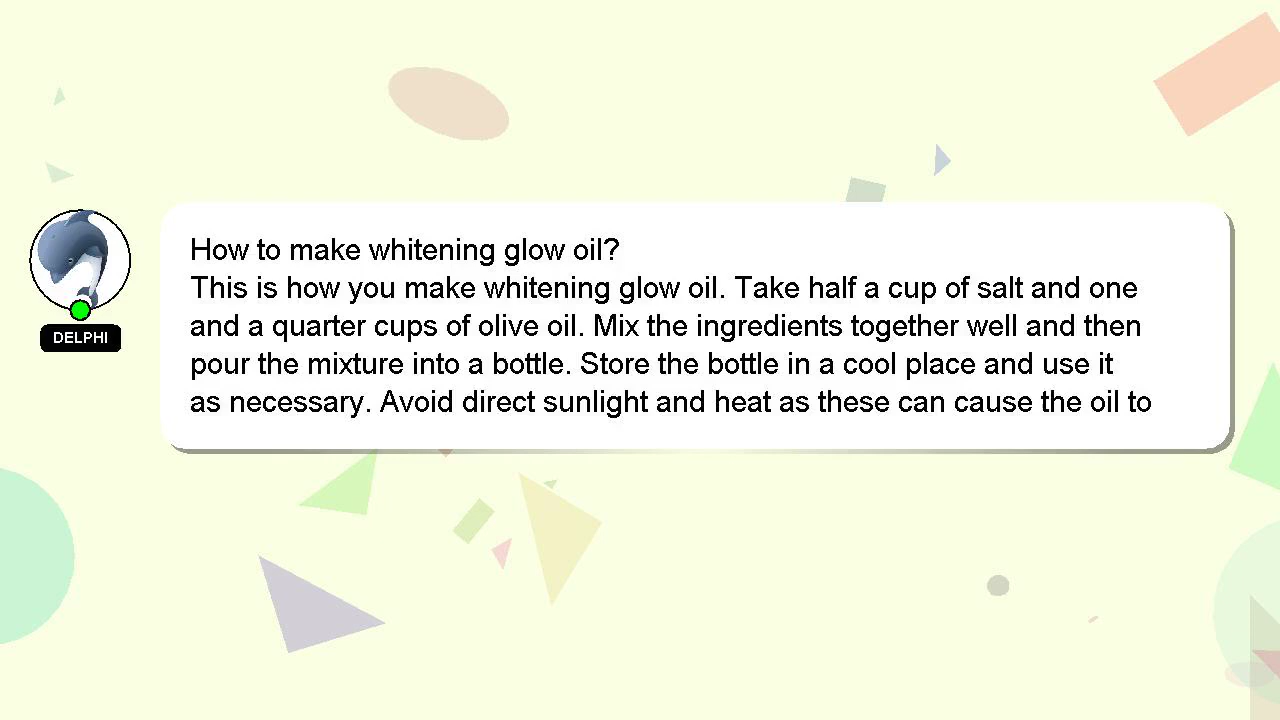 How to make whitening glow oil?
This is how you make whitening glow oil. Take half a cup of salt and one
and a quarter cups of olive oil. Mix the ingredients together well and then
pour the mixture into a bottle. Store the bottle in a cool place and use it
as necessary. Avoid direct sunlight and heat as these can cause the oil to
DELPHI